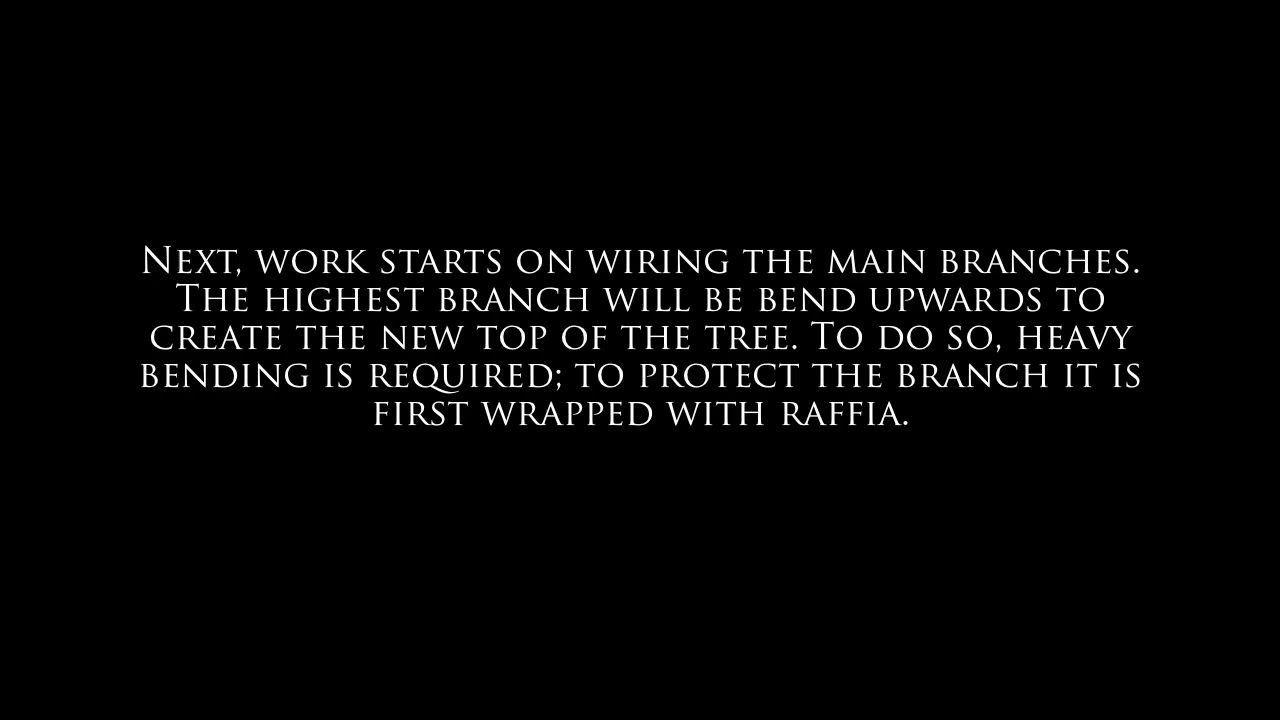 Next, work starts on wiring the main branches.
The highest branch will be bend upwards to
create the new top of the tree. To do so, heavy
bending is required; to protect the branch it is
first wrapped with raffia.